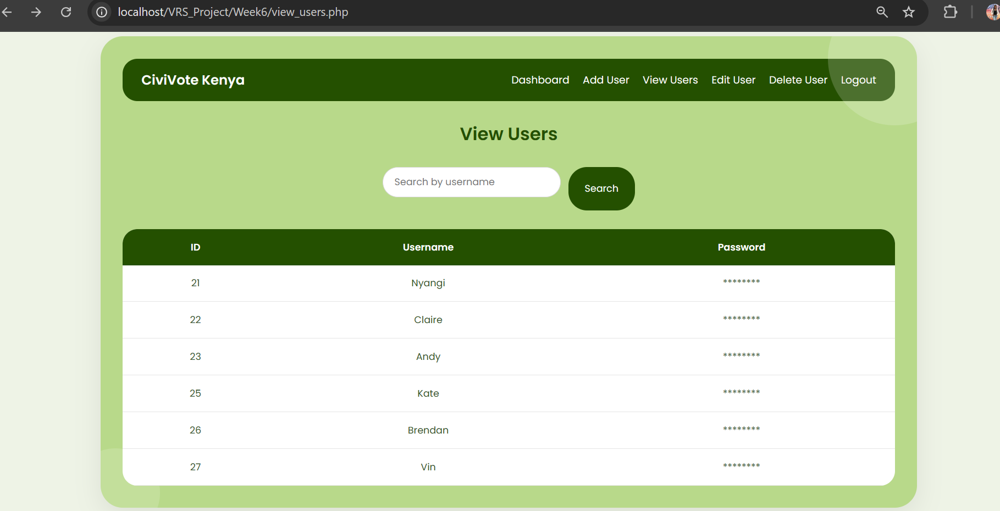 localhost/VRS_Project/Week6/view_users.php
CiviVote Kenya Dashboard Add User View Users Edit User Delete User Logout
View Users
Search by username Search
ID Username Password
21 Nyangi ********
22 Claire ********
23 Andy ********
25 Kate ********
26 Brendan ********
27 Vin ********